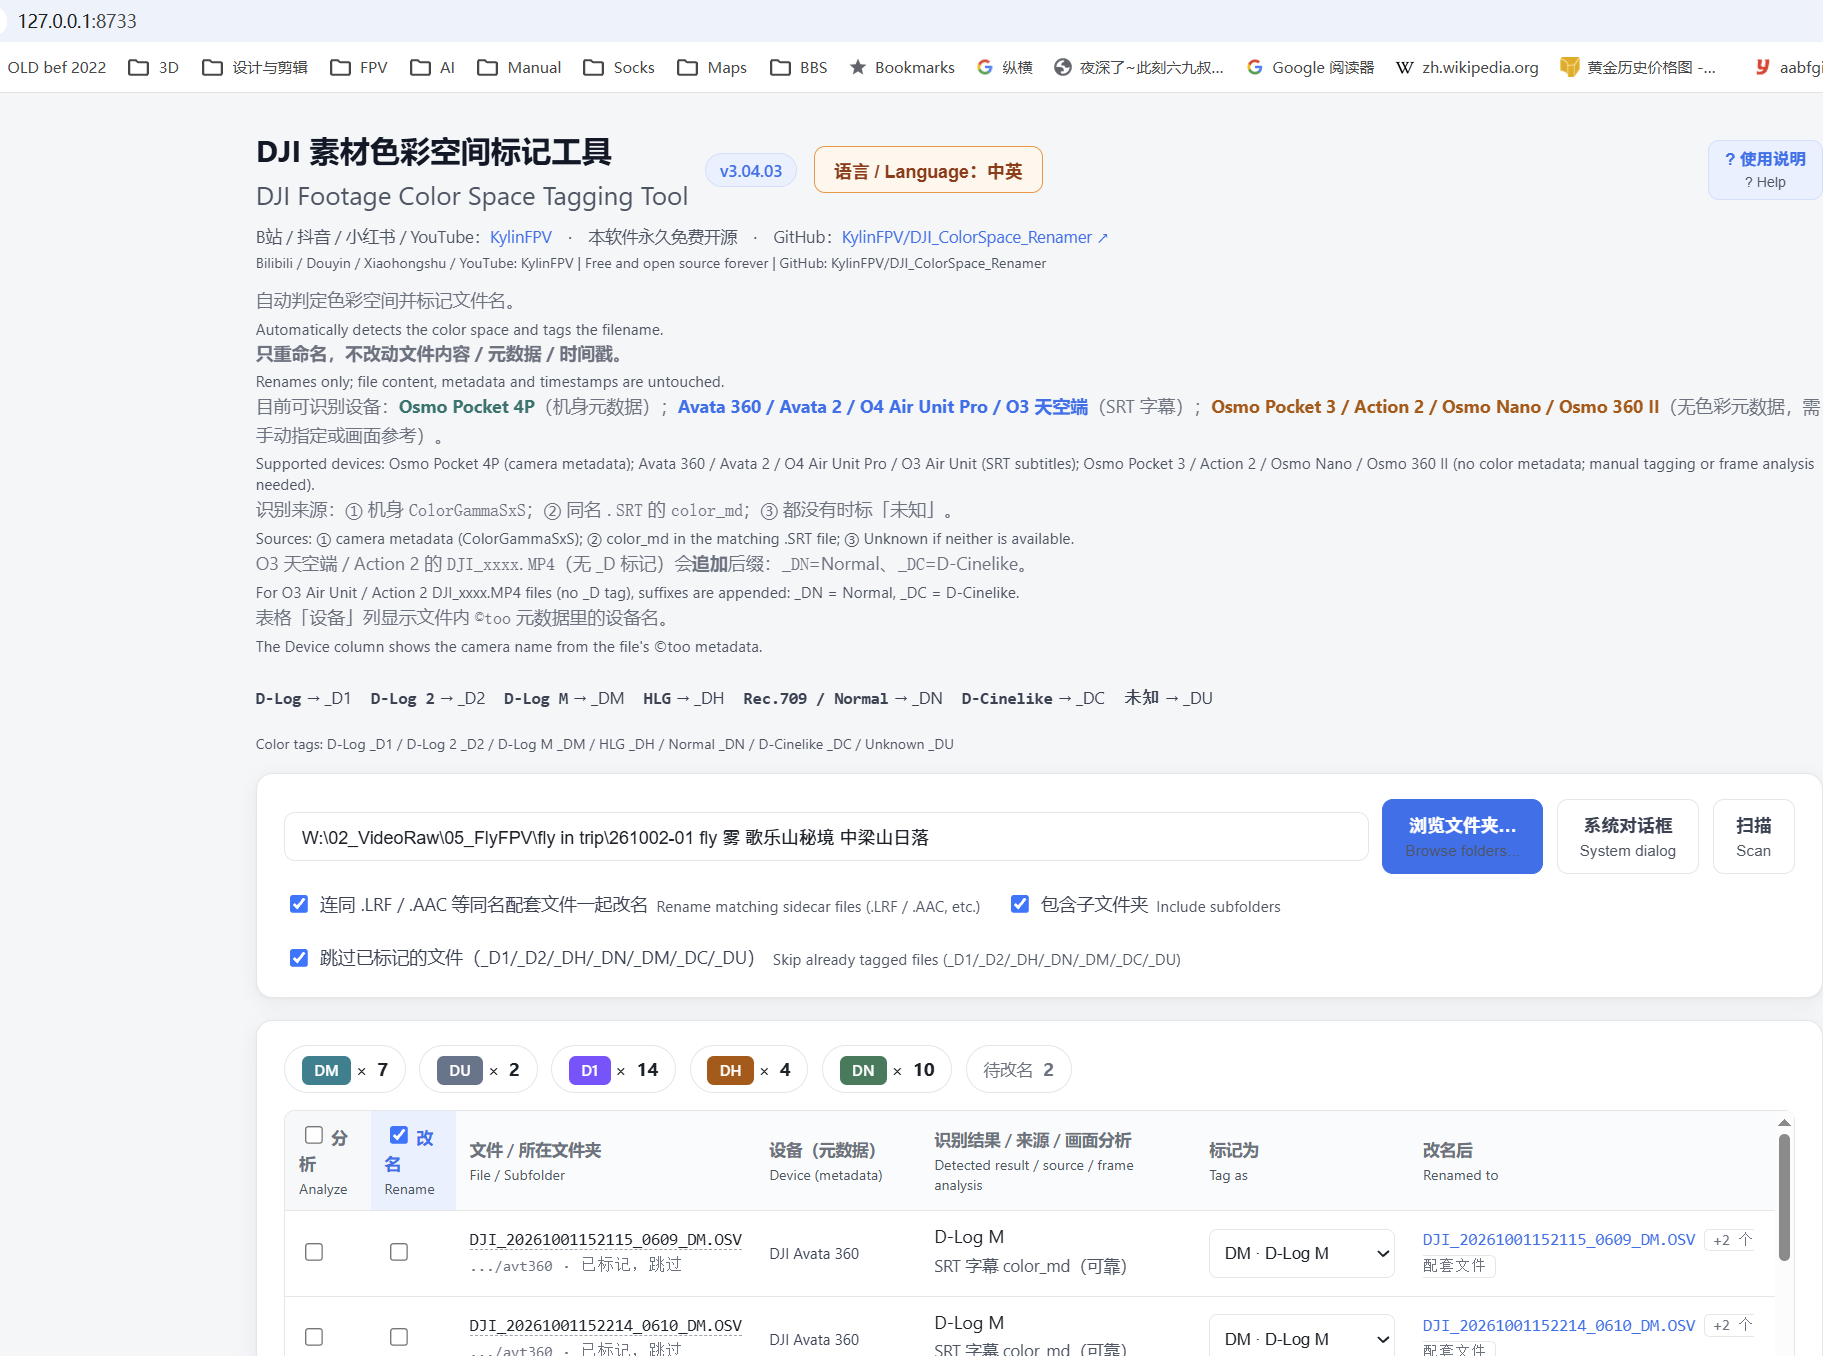 127.0.0.1:8733
OLD bef 2022 3D 设计与剪辑 FPV AI Manual Socks Maps BBS Bookmarks 纵横 夜深了~此刻六九叔... Google 阅读器 zh.wikipedia.org 黄金历史价格图 -... aabfgi
DJI 素材色彩空间标记工具
DJI Footage Color Space Tagging Tool
v3.04.03
语言 / Language：中英
? 使用说明
? Help
B站 / 抖音 / 小红书 / YouTube：KylinFPV · 本软件永久免费开源 · GitHub：KylinFPV/DJI_ColorSpace_Renamer ↗
Bilibili / Douyin / Xiaohongshu / YouTube: KylinFPV | Free and open source forever | GitHub: KylinFPV/DJI_ColorSpace_Renamer
自动判定色彩空间并标记文件名。
Automatically detects the color space and tags the filename.
只重命名，不改动文件内容 / 元数据 / 时间戳。
Renames only; file content, metadata and timestamps are untouched.
目前可识别设备：Osmo Pocket 4P（机身元数据）；Avata 360 / Avata 2 / O4 Air Unit Pro / O3 天空端（SRT 字幕）；Osmo Pocket 3 / Action 2 / Osmo Nano / Osmo 360 II（无色彩元数据，需
手动指定或画面参考）。
Supported devices: Osmo Pocket 4P (camera metadata); Avata 360 / Avata 2 / O4 Air Unit Pro / O3 Air Unit (SRT subtitles); Osmo Pocket 3 / Action 2 / Osmo Nano / Osmo 360 II (no color metadata; manual tagging or frame analysis
needed).
识别来源：① 机身 ColorGammaSxS；② 同名 .SRT 的 color_md；③ 都没有时标「未知」。
Sources: ① camera metadata (ColorGammaSxS); ② color_md in the matching .SRT file; ③ Unknown if neither is available.
O3 天空端 / Action 2 的 DJI_xxxx.MP4（无 _D 标记）会追加后缀：_DN=Normal、_DC=D-Cinelike。
For O3 Air Unit / Action 2 DJI_xxxx.MP4 files (no _D tag), suffixes are appended: _DN = Normal, _DC = D-Cinelike.
表格「设备」列显示文件内 ©too 元数据里的设备名。
The Device column shows the camera name from the file's ©too metadata.
D-Log → _D1 D-Log 2 → _D2 D-Log M → _DM HLG → _DH Rec.709 / Normal → _DN D-Cinelike → _DC 未知 → _DU
Color tags: D-Log _D1 / D-Log 2 _D2 / D-Log M _DM / HLG _DH / Normal _DN / D-Cinelike _DC / Unknown _DU
W:\02_VideoRaw\05_FlyFPV\fly in trip\261002-01 fly 雾 歌乐山秘境 中梁山日落
浏览文件夹...
Browse folders...
系统对话框
System dialog
扫描
Scan
连同 .LRF / .AAC 等同名配套文件一起改名 Rename matching sidecar files (.LRF / .AAC, etc.) 包含子文件夹 Include subfolders
跳过已标记的文件（_D1/_D2/_DH/_DN/_DM/_DC/_DU） Skip already tagged files (_D1/_D2/_DH/_DN/_DM/_DC/_DU)
DM × 7 DU × 2 D1 × 14 DH × 4 DN × 10 待改名 2
分析
Analyze
改名
Rename
文件 / 所在文件夹
File / Subfolder
设备（元数据）
Device (metadata)
识别结果 / 来源 / 画面分析
Detected result / source / frame
analysis
标记为
Tag as
改名后
Renamed to
DJI_20261001152115_0609_DM.OSV
.../avt360 · 已标记，跳过
DJI Avata 360
D-Log M
SRT 字幕 color_md（可靠）
DM · D-Log M
DJI_20261001152115_0609_DM.OSV +2 个
配套文件
DJI_20261001152214_0610_DM.OSV
.../avt360 · 已标记，跳过
DJI Avata 360
D-Log M
SRT 字幕 color_md（可靠）
DM · D-Log M
DJI_20261001152214_0610_DM.OSV +2 个
配套文件